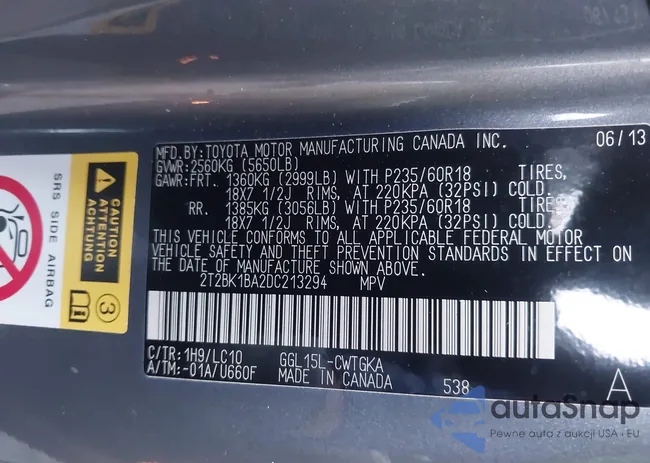 MFD.BY:TOYOTA MOTOR MANUFACTURING CANADA INC. 06/13
GVWR:2560KG (5650LB)
GAWR:FRT. 1360KG (2999LB) WITH P235/60R18 TIRES,
18X7 1/2J RIMS, AT 220KPA (32PSI) COLD.
RR. 1385KG (3056LB) WITH P235/60R18 TIRES,
18X7 1/2J RIMS, AT 220KPA (32PSI) COLD.
THIS VEHICLE CONFORMS TO ALL APPLICABLE FEDERAL MOTOR
VEHICLE SAFETY AND THEFT PREVENTION STANDARDS IN EFFECT ON
THE DATE OF MANUFACTURE SHOWN ABOVE.
2T2BK1BA2DC213294 MPV
C/TR:1H9/LC10 GGL15L-CWTGKA
A/TM:-01A/U660F MADE IN CANADA 538 A
SRS SIDE AIRBAG
CAUTION
ATTENTION
ACHTUNG
3
autoSnap
Pewne auta z aukcji USA i EU